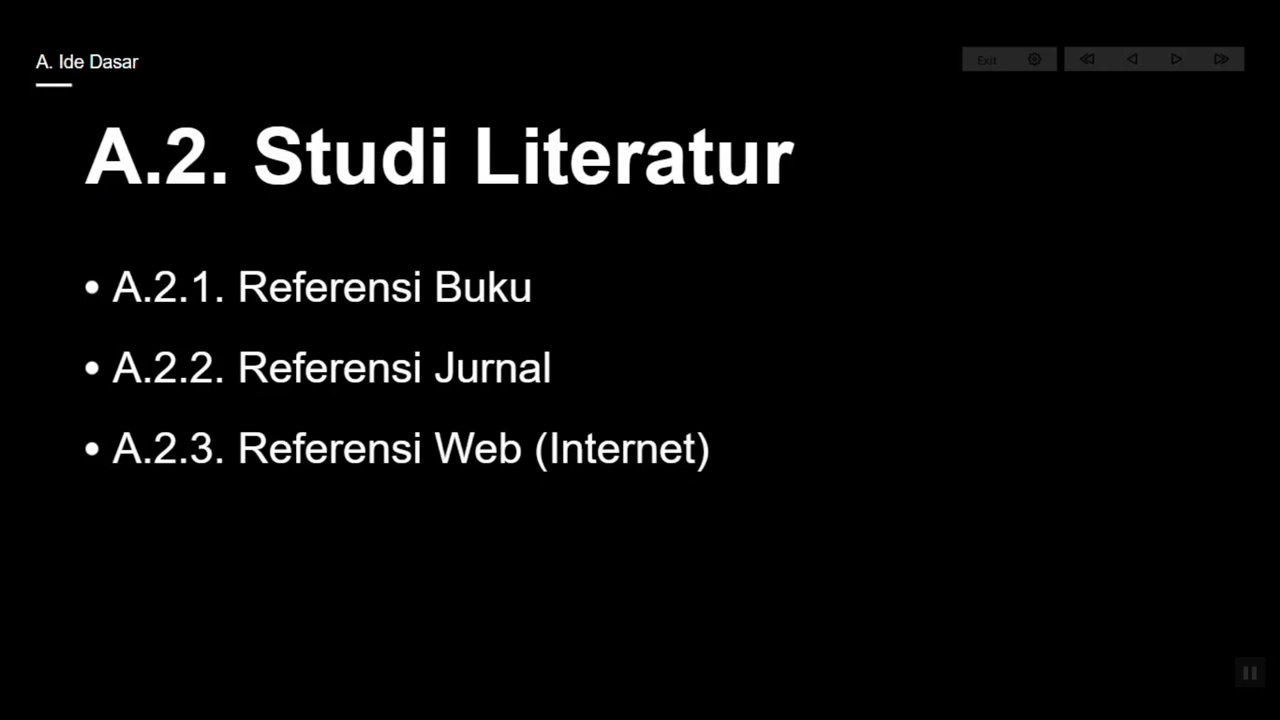 A. Ide Dasar
Exit
A.2. Studi Literatur
• A.2.1. Referensi Buku
• A.2.2. Referensi Jurnal
• A.2.3. Referensi Web (Internet)